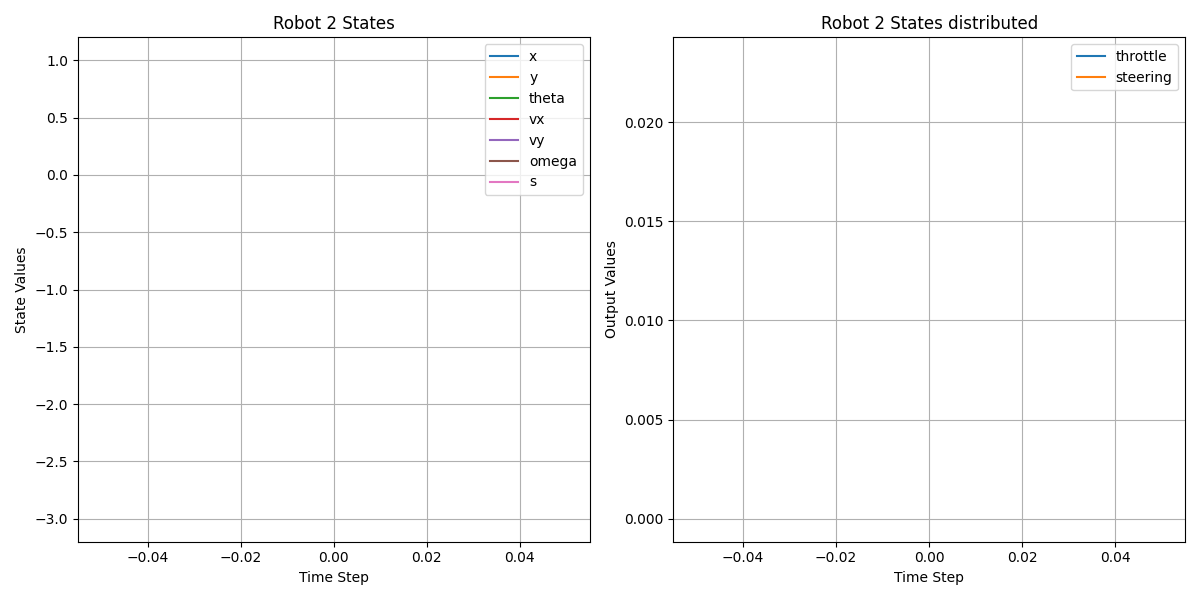 Robot 2 States
1.0
0.5
0.0
−0.5
−1.0
−1.5
−2.0
−2.5
−3.0
State Values
−0.04
−0.02
0.00
0.02
0.04
Time Step
x
y
theta
vx
vy
omega
s
Robot 2 States distributed
0.020
0.015
0.010
0.005
0.000
Output Values
−0.04
−0.02
0.00
0.02
0.04
Time Step
throttle
steering